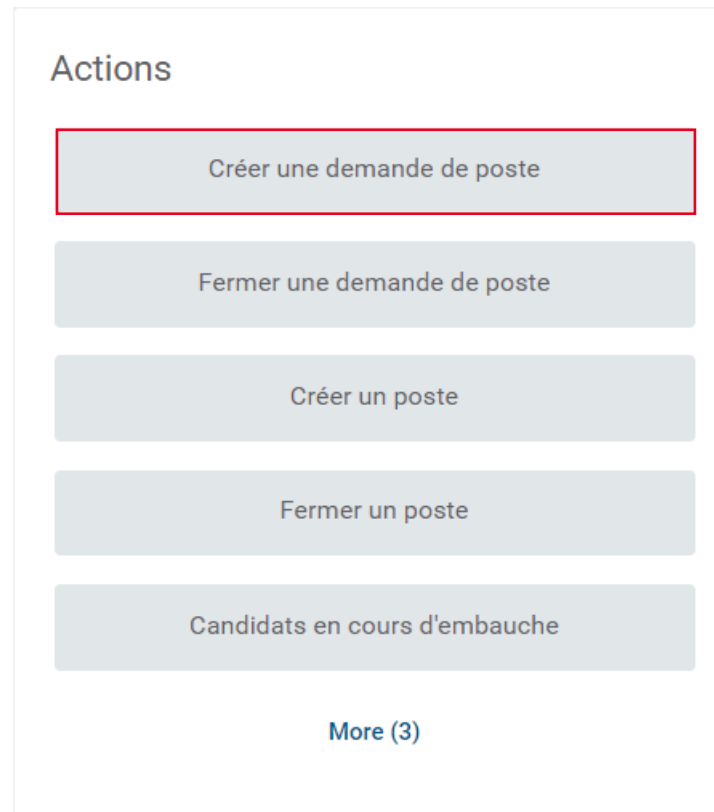 Actions
Créer une demande de poste
Fermer une demande de poste
Créer un poste
Fermer un poste
Candidats en cours d'embauche
More (3)